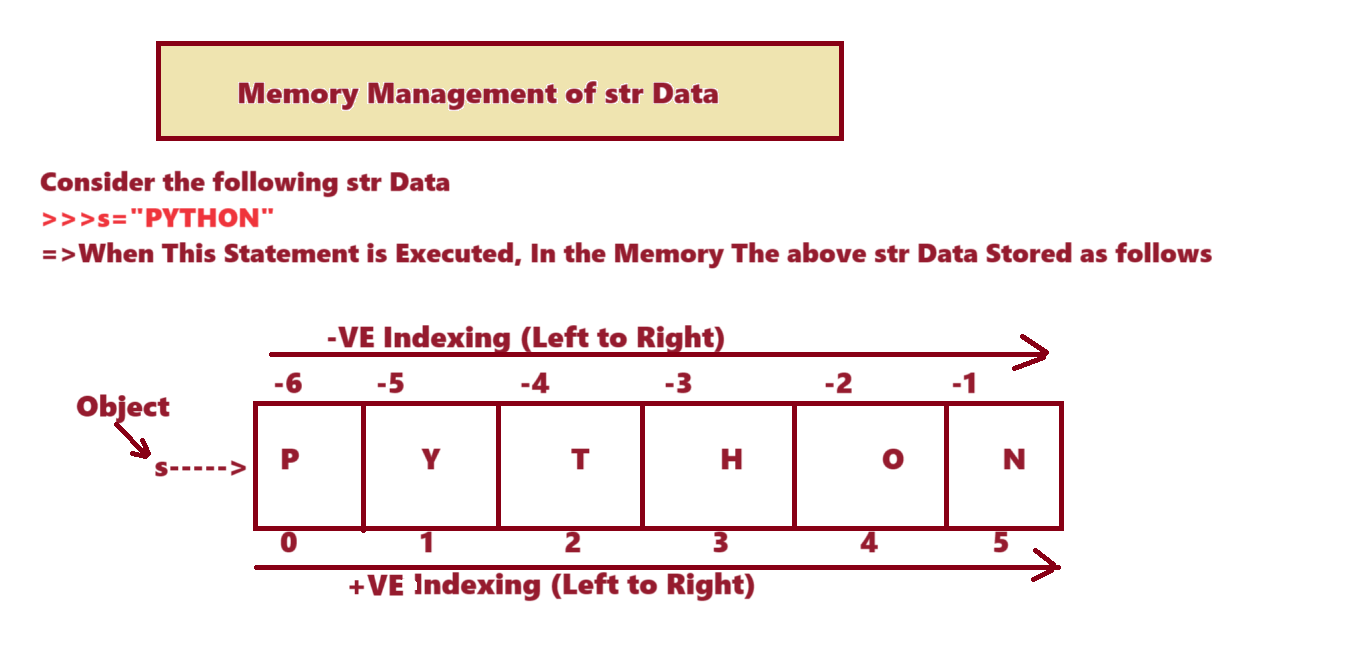 Memory Management of str Data
Consider the following str Data
>>>s="PYTHON"
=>When This Statement is Executed, In the Memory The above str Data Stored as follows
-VE Indexing (Left to Right)
-6 -5 -4 -3 -2 -1
Object
s----->
P Y T H O N
0 1 2 3 4 5
+VE Indexing (Left to Right)